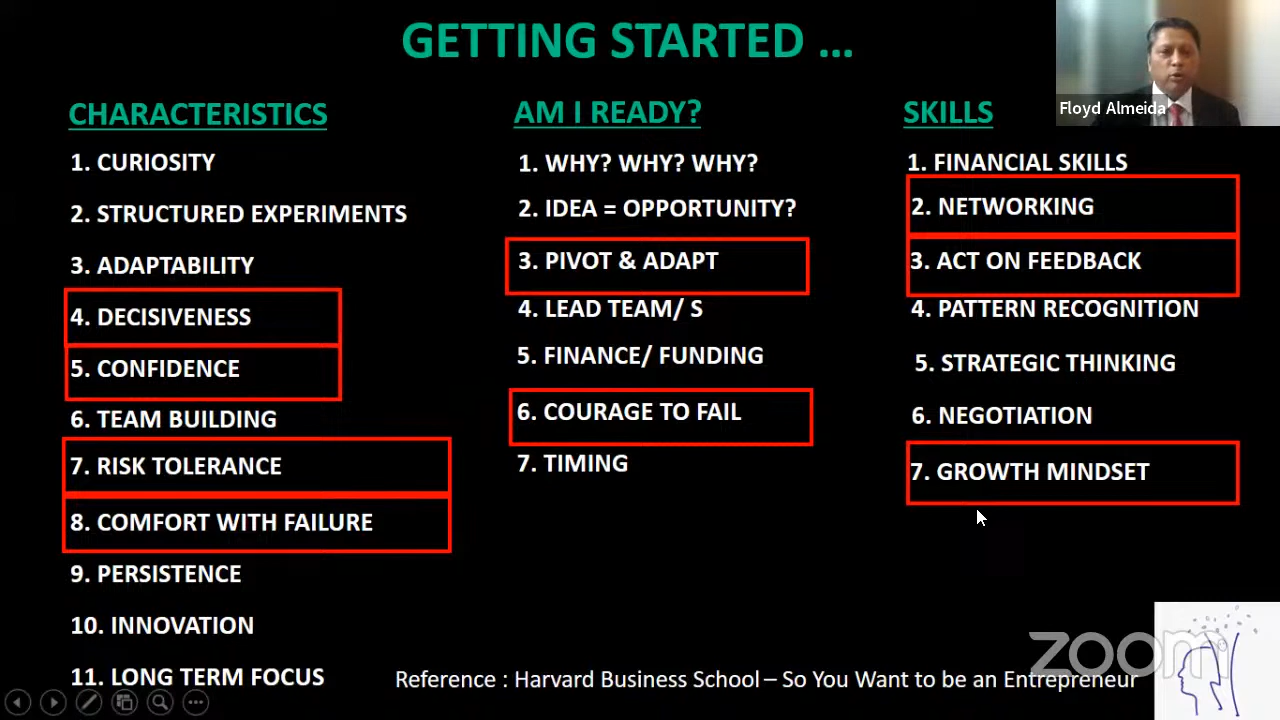 GETTING STARTED ...
Floyd Almeida
CHARACTERISTICS
1. CURIOSITY
2. STRUCTURED EXPERIMENTS
3. ADAPTABILITY
4. DECISIVENESS
5. CONFIDENCE
6. TEAM BUILDING
7. RISK TOLERANCE
8. COMFORT WITH FAILURE
9. PERSISTENCE
10. INNOVATION
11. LONG TERM FOCUS
AM I READY?
1. WHY? WHY? WHY?
2. IDEA = OPPORTUNITY?
3. PIVOT & ADAPT
4. LEAD TEAM/ S
5. FINANCE/ FUNDING
6. COURAGE TO FAIL
7. TIMING
SKILLS
1. FINANCIAL SKILLS
2. NETWORKING
3. ACT ON FEEDBACK
4. PATTERN RECOGNITION
5. STRATEGIC THINKING
6. NEGOTIATION
7. GROWTH MINDSET
Reference : Harvard Business School – So You Want to be an Entrepreneur
zoom